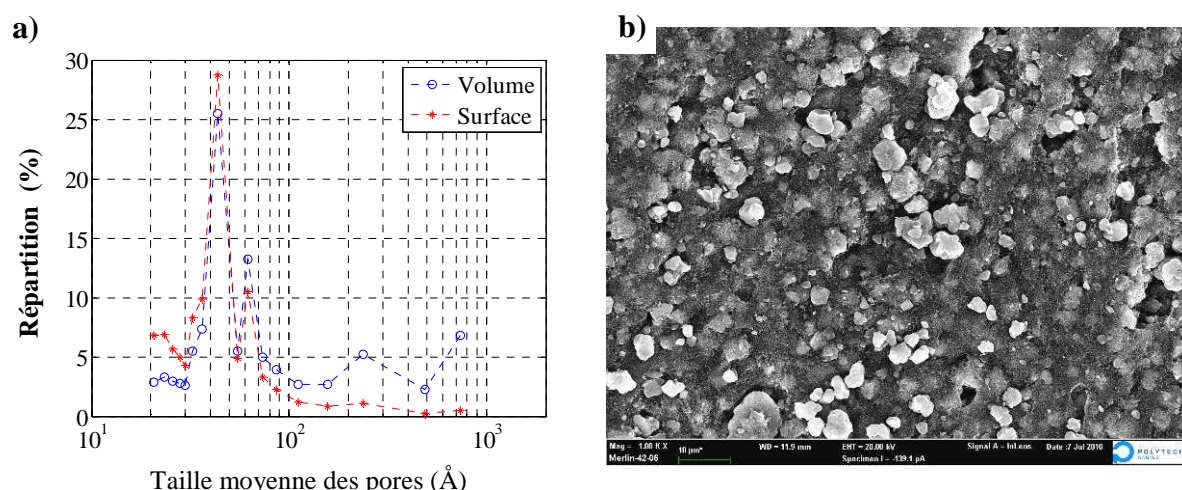 a)
b)
30
25
20
15
10
5
0
Répartition (%)
Volume
Surface
10¹
10²
10³
Taille moyenne des pores (Å)
Mag = 1.00 K X
10 µm*
WD = 11.9 mm
EHT = 20.00 kV
Signal A = InLens
Date :7 Jul 2010
Merlin-42-06
Specimen I = -139.1 pA
POLYTECH